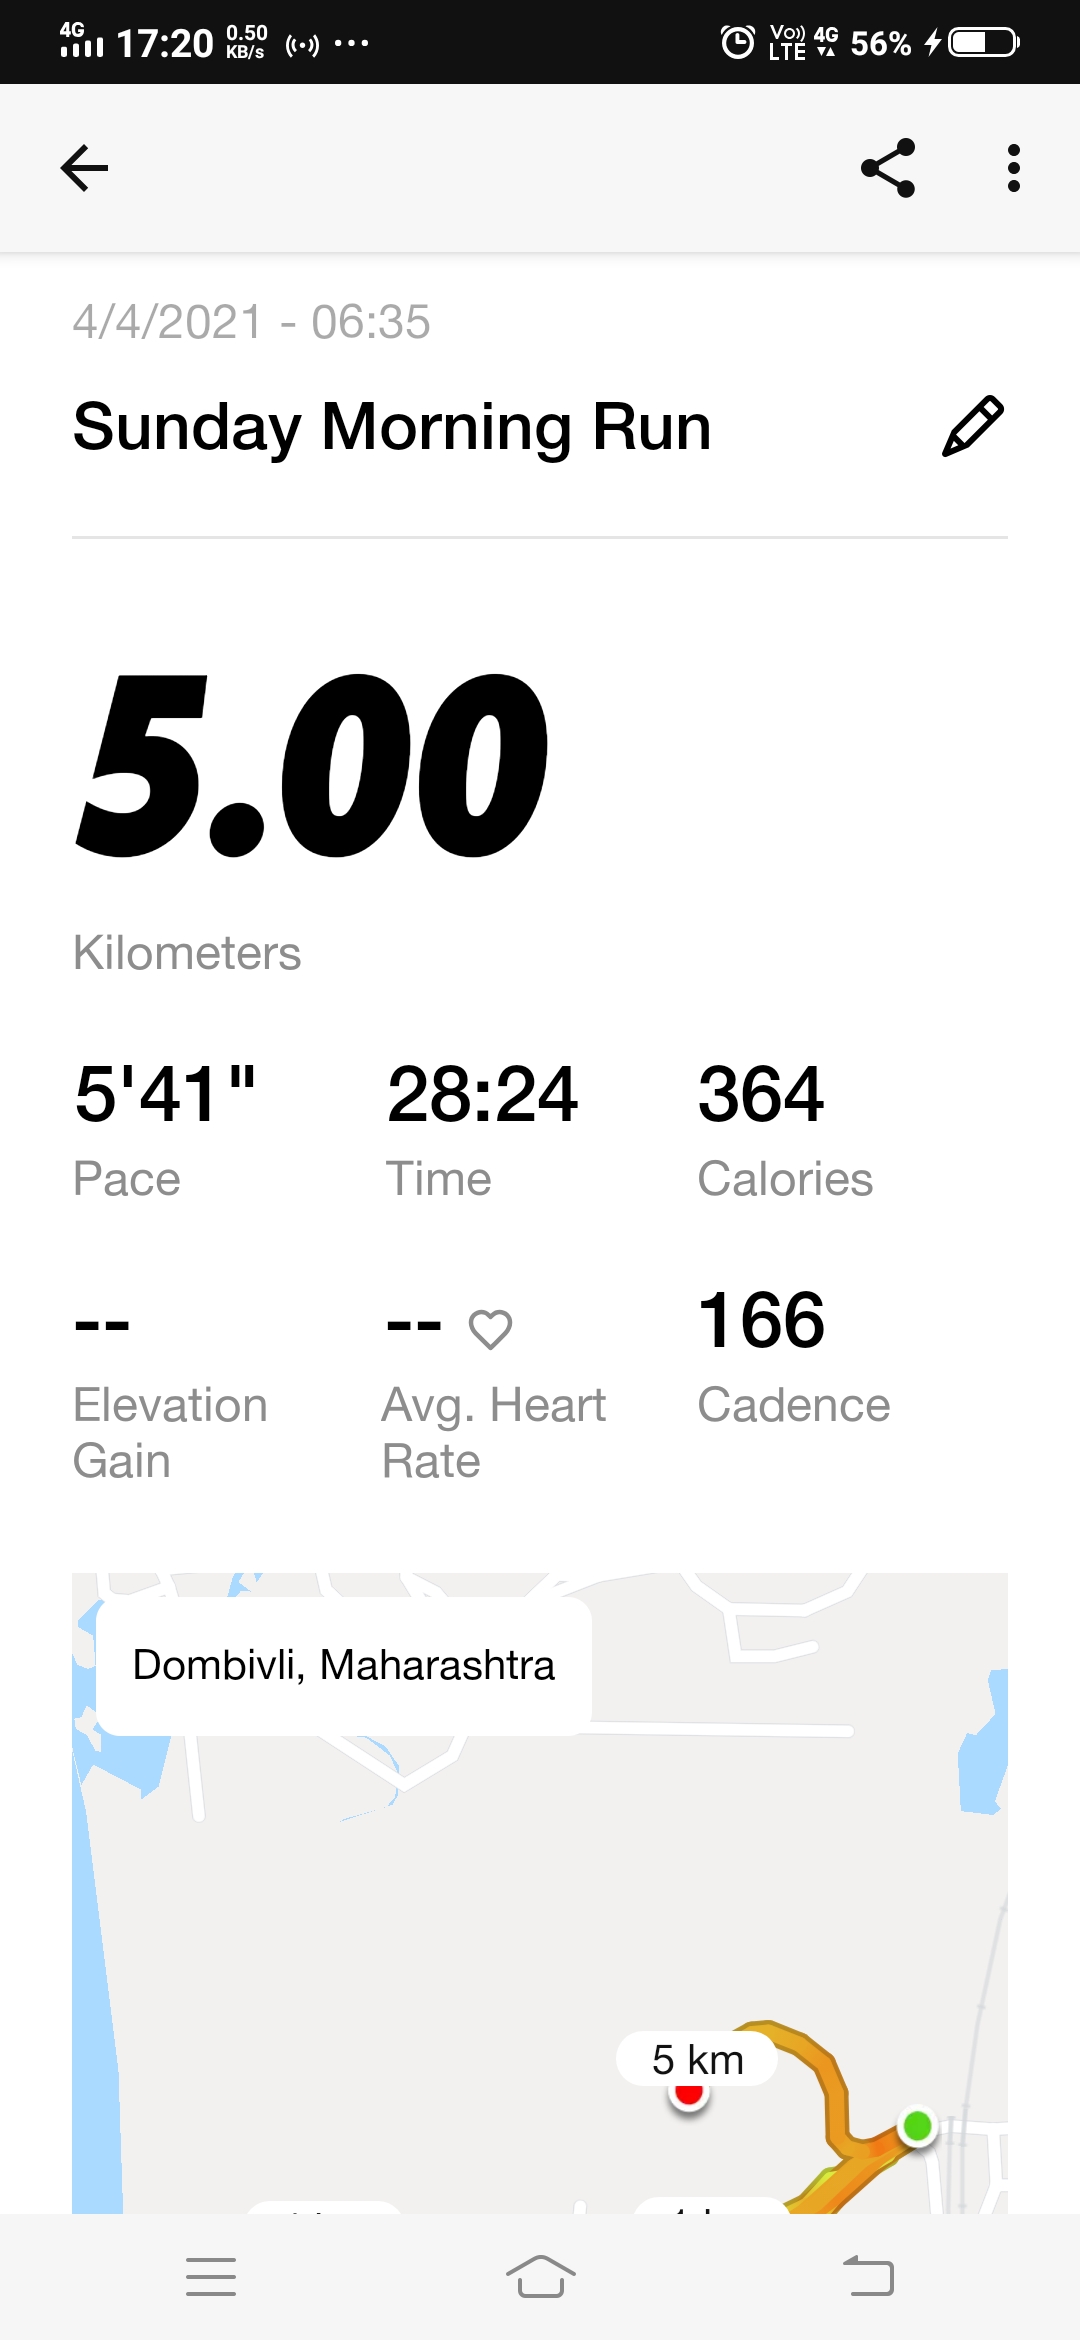 4G 17:20 0.50 KB/s Vo)) LTE 4G 56%
4/4/2021 - 06:35
Sunday Morning Run
5.00
Kilometers
5'41" 28:24 364
Pace Time Calories
-- -- 166
Elevation Gain Avg. Heart Rate Cadence
Dombivli, Maharashtra
5 km